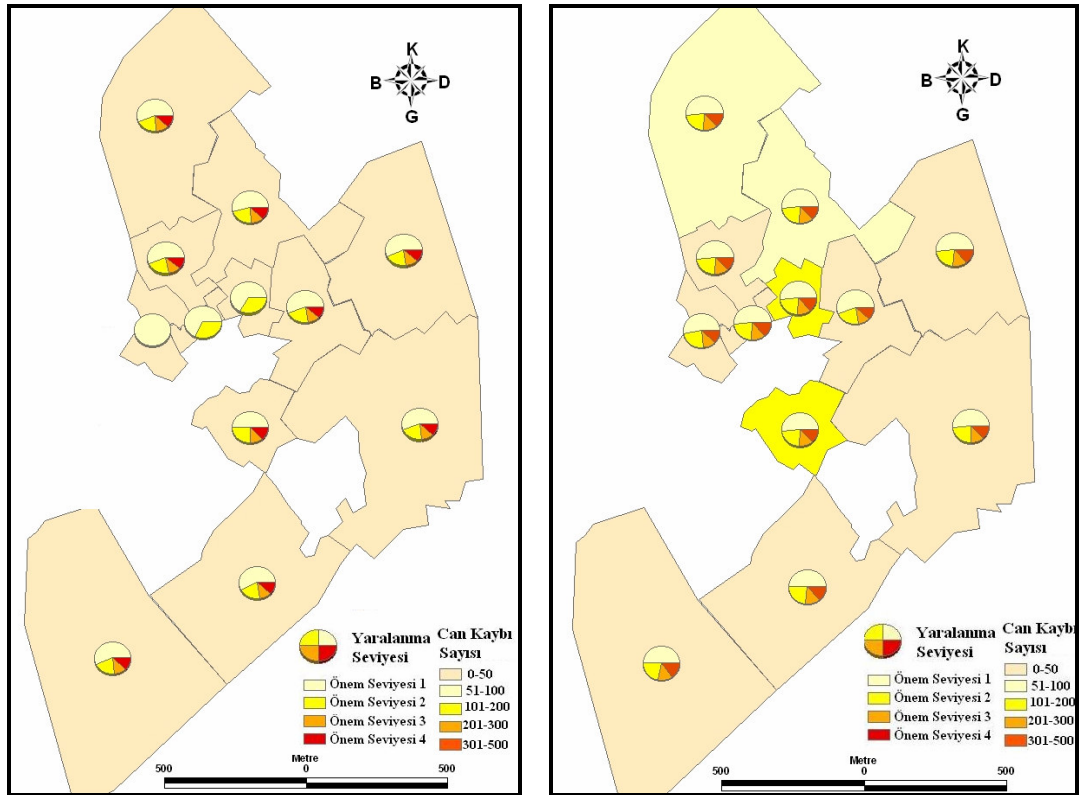 K
B D
G
Yaralanma
Seviyesi
Önem Seviyesi 1
Önem Seviyesi 2
Önem Seviyesi 3
Önem Seviyesi 4
Can Kaybı
Sayısı
0-50
51-100
101-200
201-300
301-500
Metre
500 0 500
K
B D
G
Yaralanma
Seviyesi
Önem Seviyesi 1
Önem Seviyesi 2
Önem Seviyesi 3
Önem Seviyesi 4
Can Kaybı
Sayısı
0-50
51-100
101-200
201-300
301-500
Metre
500 0 500